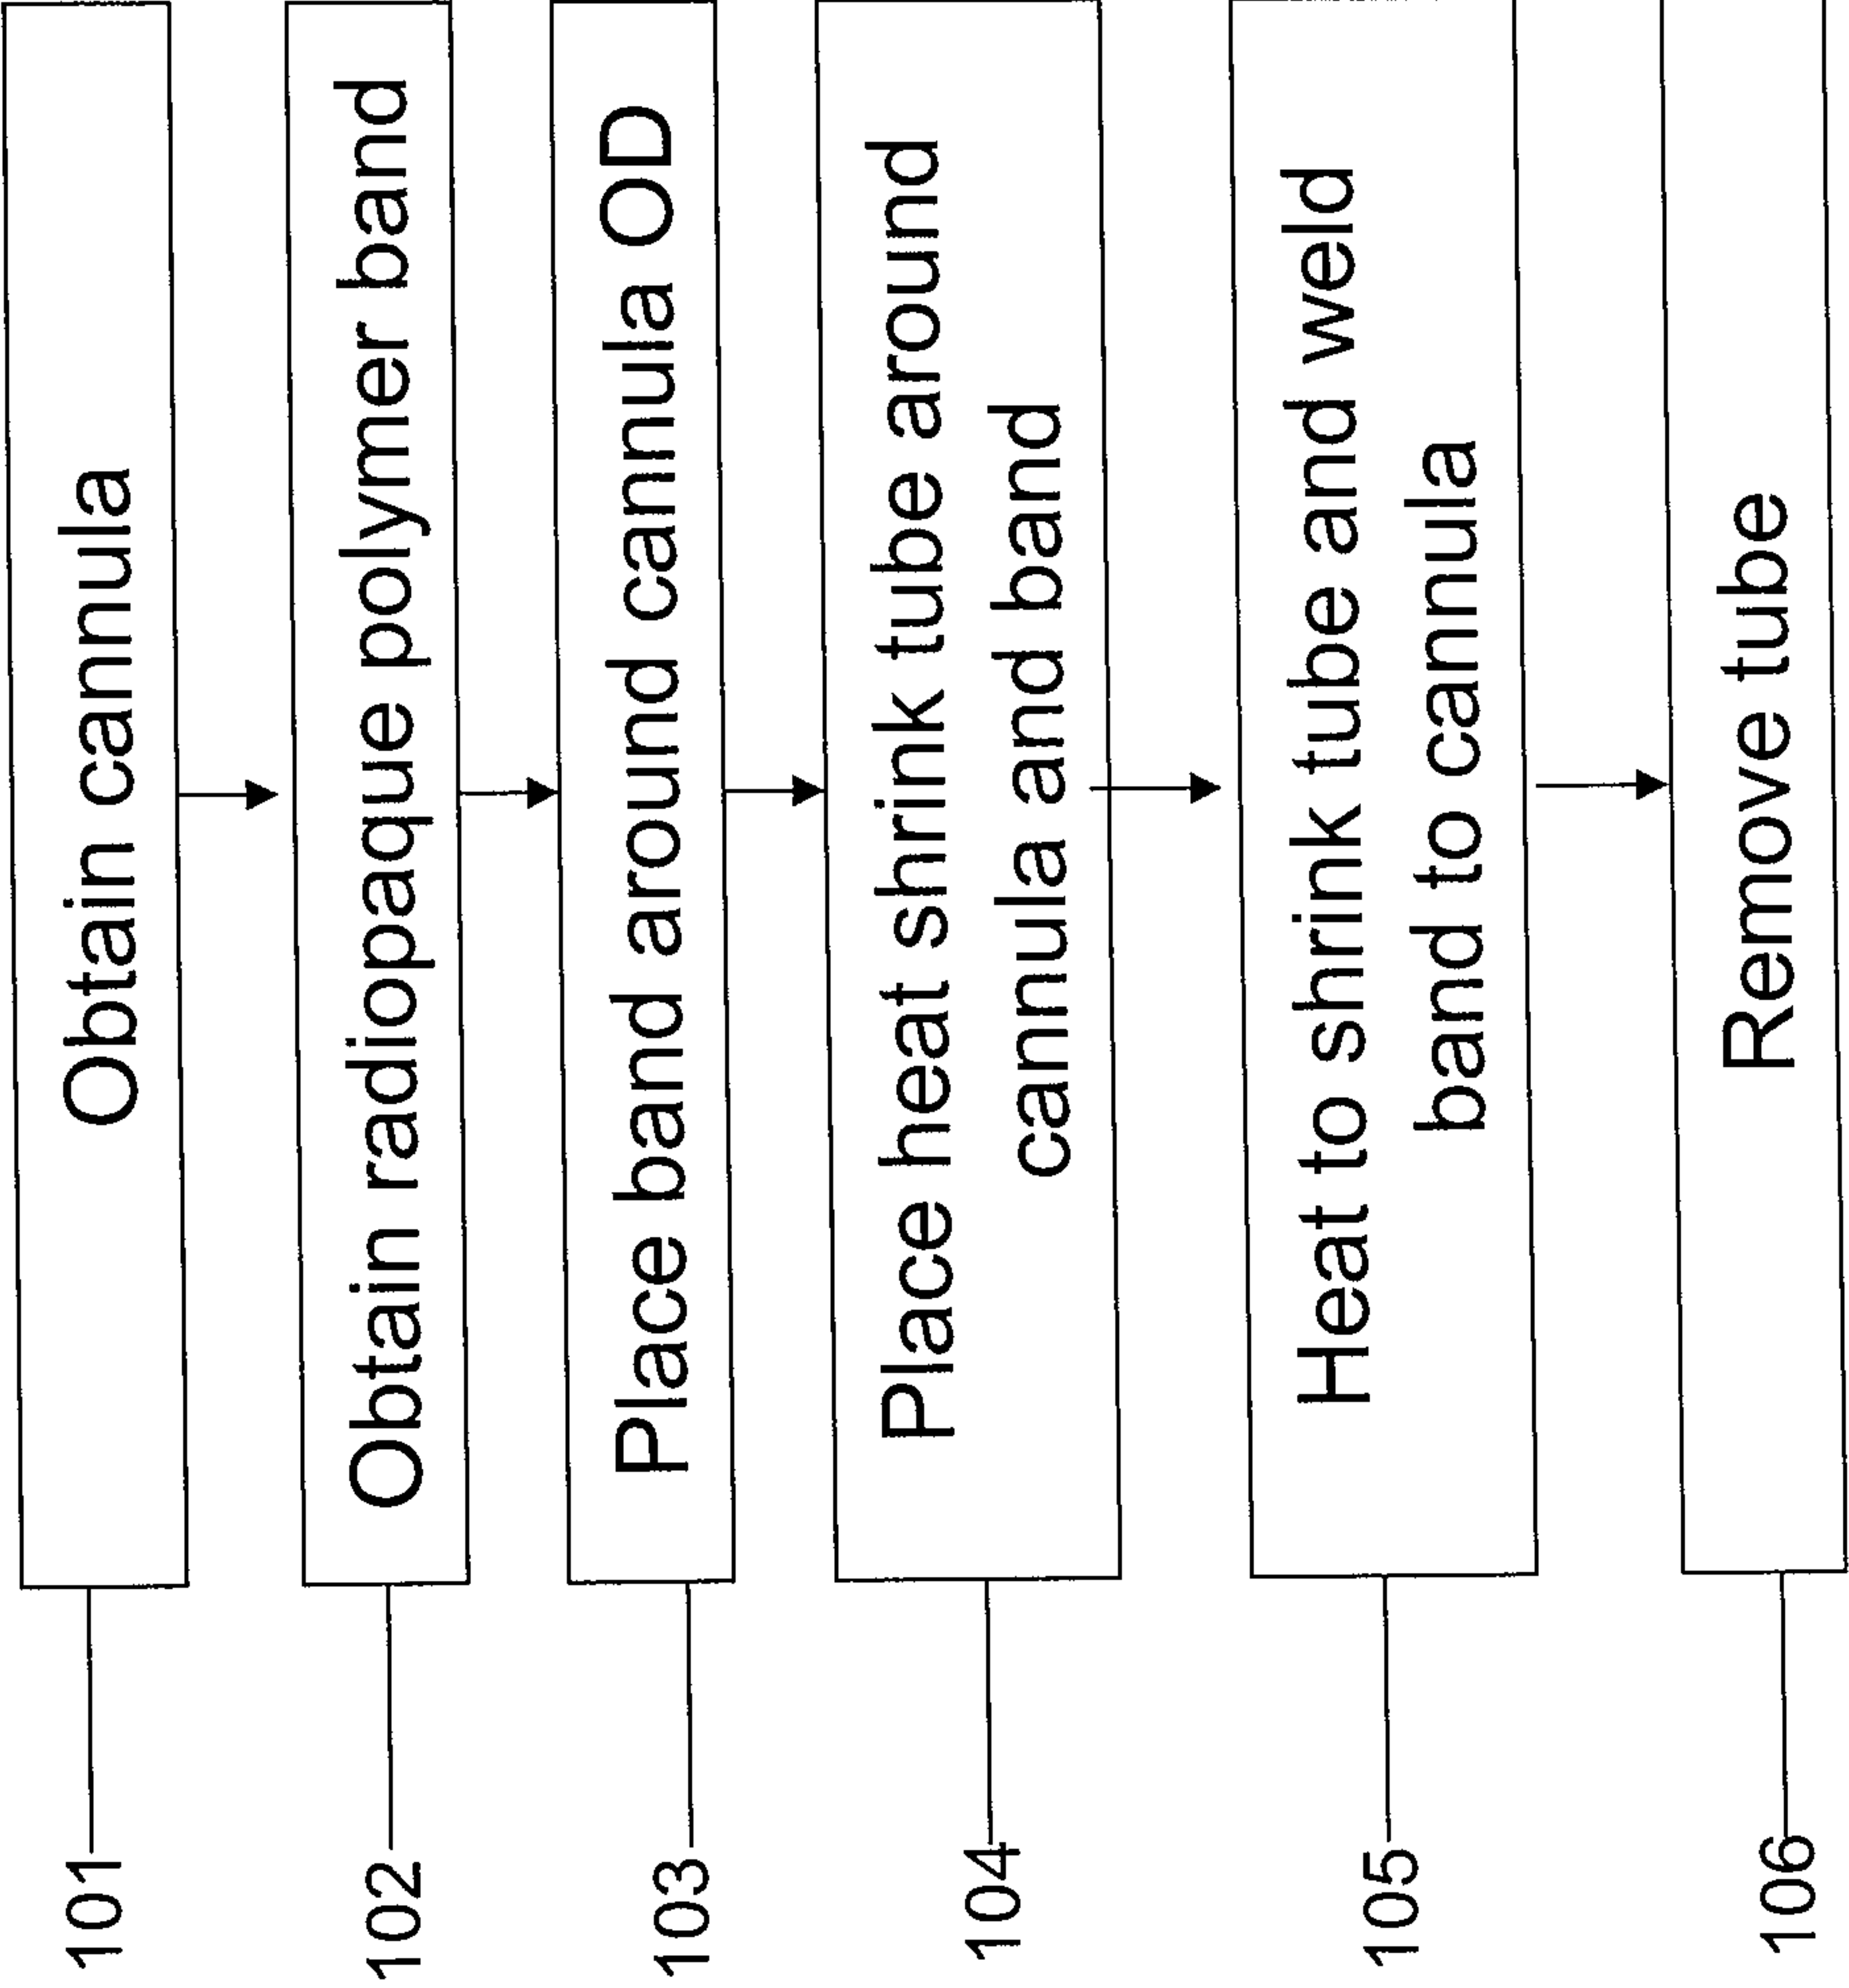 101
Obtain cannula
102
Obtain radiopaque polymer band
103
Place band around cannula OD
104
Place heat shrink tube around
cannula and band
105
Heat to shrink tube and weld
band to cannula
106
Remove tube